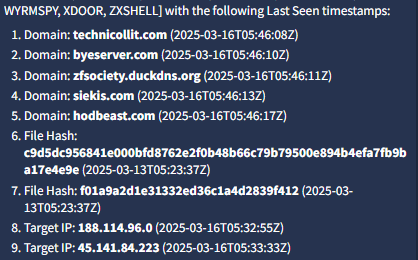 WYRMSPY, XDOOR, ZXSHELL] with the following Last Seen timestamps:
1. Domain: technicollit.com (2025-03-16T05:46:08Z)
2. Domain: byeserver.com (2025-03-16T05:46:10Z)
3. Domain: zfsociety.duckdns.org (2025-03-16T05:46:11Z)
4. Domain: siekis.com (2025-03-16T05:46:13Z)
5. Domain: hodbeast.com (2025-03-16T05:46:17Z)
6. File Hash:
c9d5dc956841e000bfd8762e2f0b48b66c79b79500e894b4efa7fb9b
a17e4e9e (2025-03-13T05:23:37Z)
7. File Hash: f01a9a2d1e31332ed36c1a4d2839f412 (2025-03-
13T05:23:37Z)
8. Target IP: 188.114.96.0 (2025-03-16T05:32:55Z)
9. Target IP: 45.141.84.223 (2025-03-16T05:33:33Z)